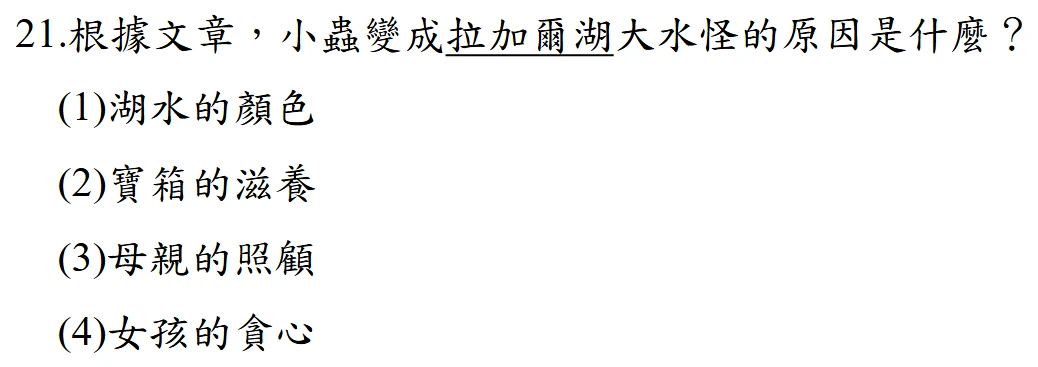 21.根據文章，小蟲變成拉加爾湖大水怪的原因是什麼？
(1)湖水的顏色
(2)寶箱的滋養
(3)母親的照顧
(4)女孩的貪心